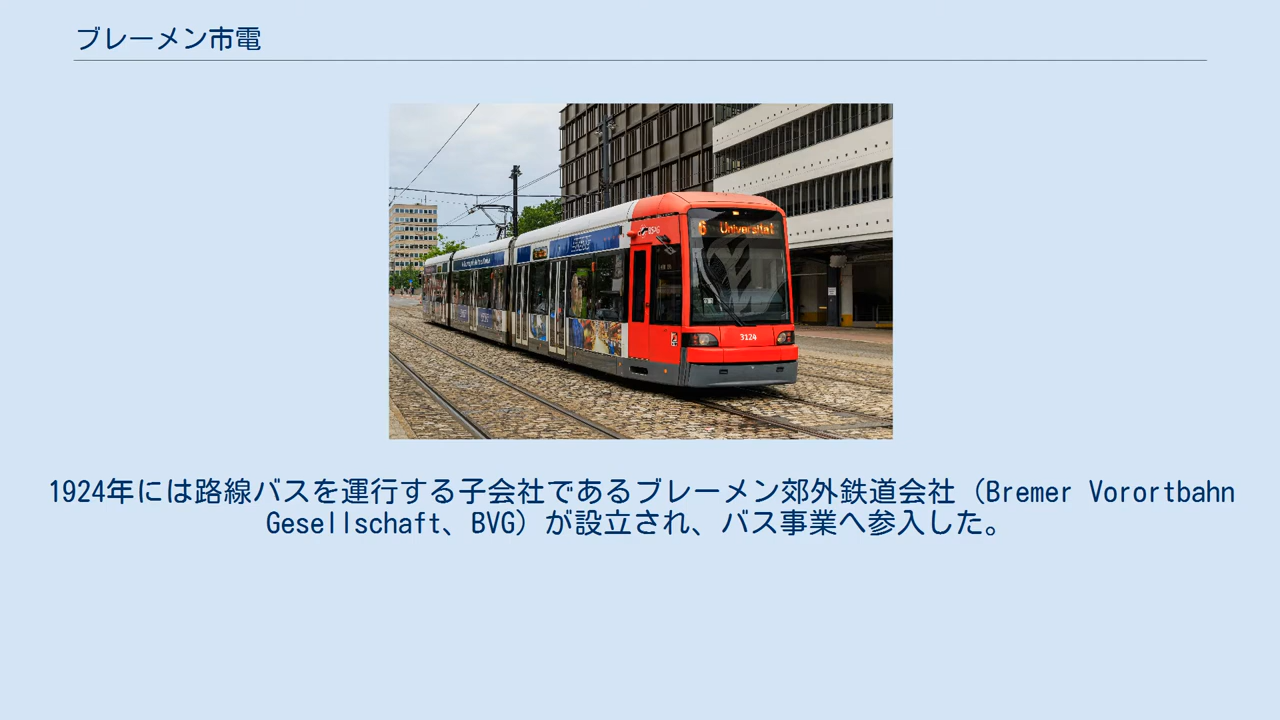 ブレーメン市電
6 Universität
3124
1924年には路線バスを運行する子会社であるブレーメン郊外鉄道会社（Bremer Vorortbahn
Gesellschaft、BVG）が設立され、バス事業へ参入した。